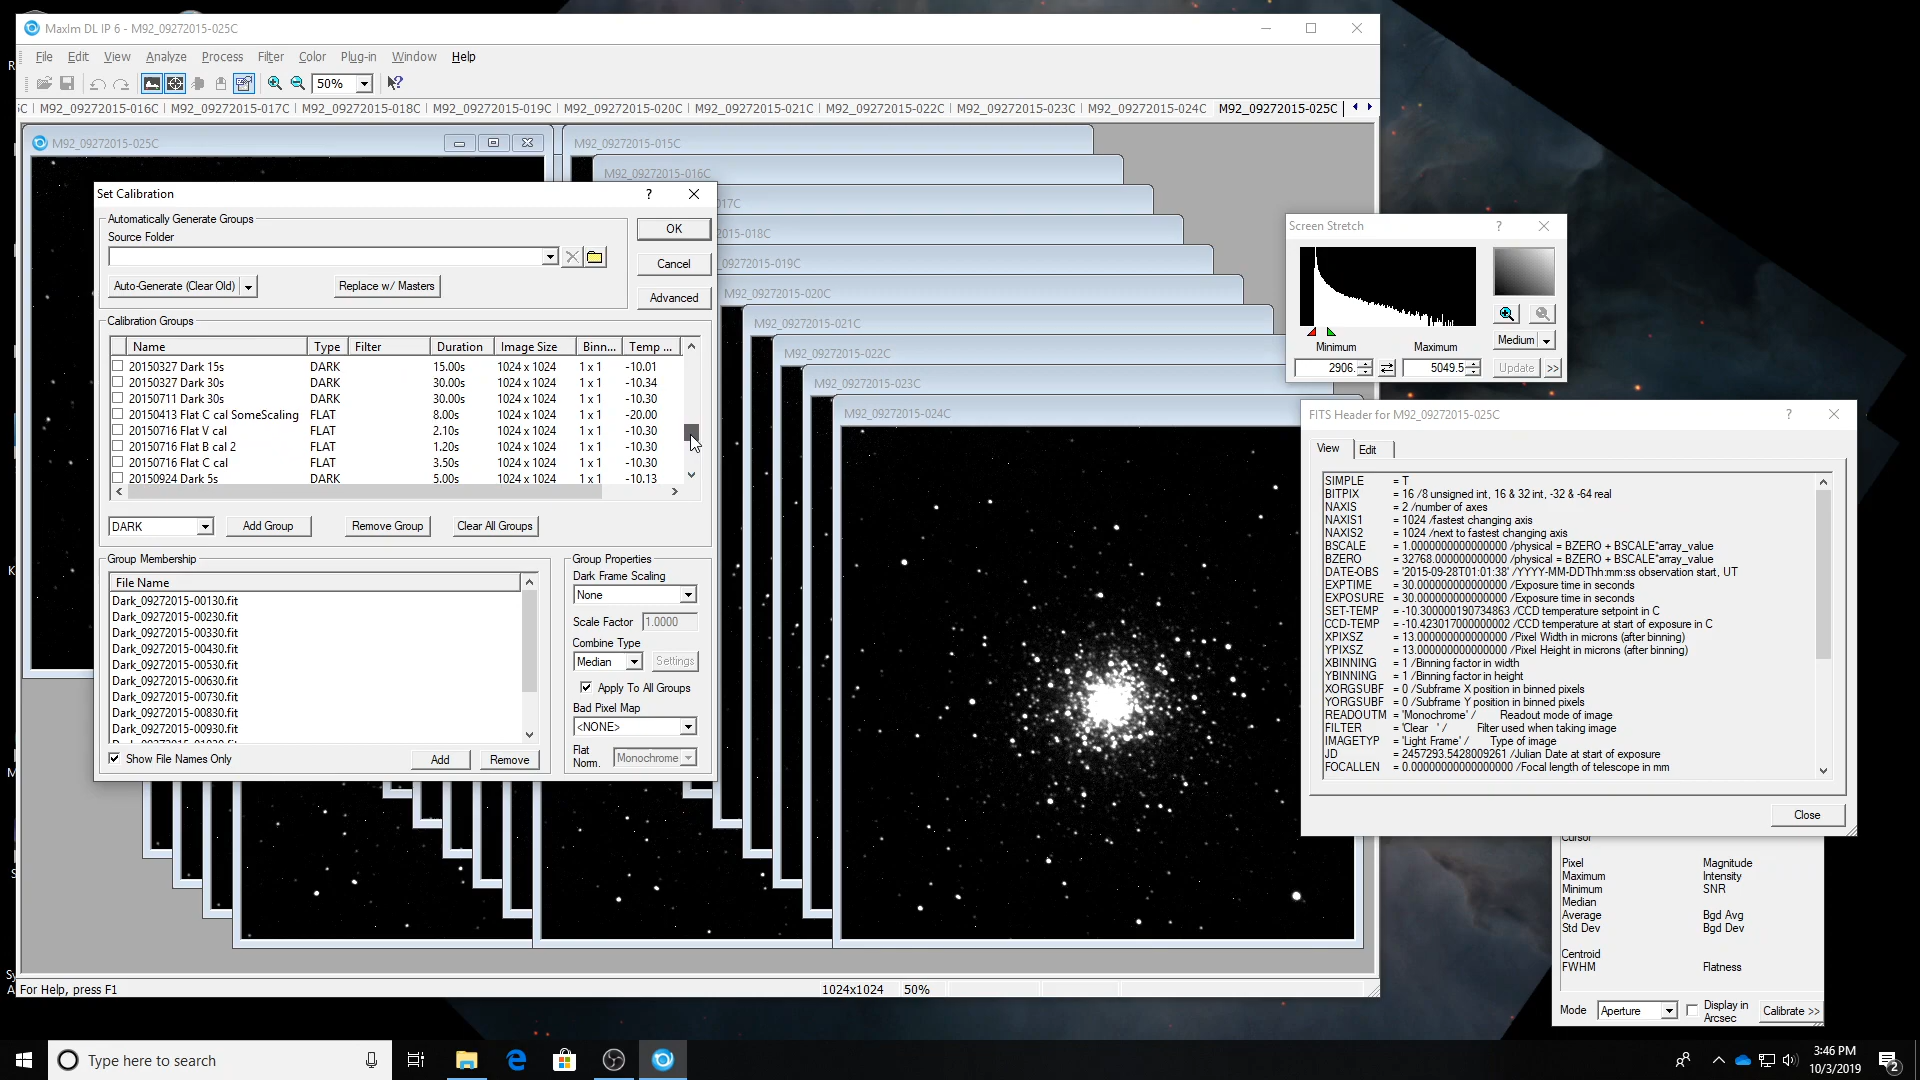 MaxIm DL IP 6 - M92_09272015-025C
File Edit View Analyze Process Filter Color Plug-in Window Help
50%
M92_09272015-016C | M92_09272015-017C | M92_09272015-018C | M92_09272015-019C | M92_09272015-020C | M92_09272015-021C | M92_09272015-022C | M92_09272015-023C | M92_09272015-024C | M92_09272015-025C
M92_09272015-025C
M92_09272015-015C
M92_09272015-016C
017C
2015-018C
_09272015-019C
M92_09272015-020C
M92_09272015-021C
M92_09272015-022C
M92_09272015-023C
M92_09272015-024C
Set Calibration ?
Automatically Generate Groups
Source Folder
OK
Cancel
Advanced
Auto-Generate (Clear Old)
Replace w/ Masters
Calibration Groups
Name Type Filter Duration Image Size Binn... Temp ...
20150327 Dark 15s DARK 15.00s 1024 x 1024 1 x 1 -10.01
20150327 Dark 30s DARK 30.00s 1024 x 1024 1 x 1 -10.34
20150711 Dark 30s DARK 30.00s 1024 x 1024 1 x 1 -10.30
20150413 Flat C cal SomeScaling FLAT 8.00s 1024 x 1024 1 x 1 -20.00
20150716 Flat V cal FLAT 2.10s 1024 x 1024 1 x 1 -10.30
20150716 Flat B cal 2 FLAT 1.20s 1024 x 1024 1 x 1 -10.30
20150716 Flat C cal FLAT 3.50s 1024 x 1024 1 x 1 -10.30
20150924 Dark 5s DARK 5.00s 1024 x 1024 1 x 1 -10.13
DARK
Add Group
Remove Group
Clear All Groups
Group Membership
File Name
Dark_09272015-00130.fit
Dark_09272015-00230.fit
Dark_09272015-00330.fit
Dark_09272015-00430.fit
Dark_09272015-00530.fit
Dark_09272015-00630.fit
Dark_09272015-00730.fit
Dark_09272015-00830.fit
Dark_09272015-00930.fit
Dark_09272015-01030.fit
Show File Names Only
Add
Remove
Group Properties
Dark Frame Scaling
None
Scale Factor 1.0000
Combine Type
Median
Settings
Apply To All Groups
Bad Pixel Map
<NONE>
Flat Norm.
Monochrome
Screen Stretch ?
Minimum Maximum
2906. 5049.5
Medium
Update >>
FITS Header for M92_09272015-025C ?
View Edit
SIMPLE = T
BITPIX = 16 /8 unsigned int, 16 & 32 int, -32 & -64 real
NAXIS = 2 /number of axes
NAXIS1 = 1024 /fastest changing axis
NAXIS2 = 1024 /next to fastest changing axis
BSCALE = 1.0000000000000000 /physical = BZERO + BSCALE*array_value
BZERO = 32768.000000000000 /physical = BZERO + BSCALE*array_value
DATE-OBS = '2015-09-28T01:01:38' /YYYY-MM-DDThh:mm:ss observation start, UT
EXPTIME = 30.000000000000000 /Exposure time in seconds
EXPOSURE = 30.000000000000000 /Exposure time in seconds
SET-TEMP = -10.300000190734863 /CCD temperature setpoint in C
CCD-TEMP = -10.423017000000002 /CCD temperature at start of exposure in C
XPIXSZ = 13.000000000000000 /Pixel Width in microns (after binning)
YPIXSZ = 13.000000000000000 /Pixel Height in microns (after binning)
XBINNING = 1 /Binning factor in width
YBINNING = 1 /Binning factor in height
XORGSUBF = 0 /Subframe X position in binned pixels
YORGSUBF = 0 /Subframe Y position in binned pixels
READOUTM = 'Monochrome' / Readout mode of image
FILTER = 'Clear ' / Filter used when taking image
IMAGETYP = 'Light Frame' / Type of image
JD = 2457293.5428009261 /Julian Date at start of exposure
FOCALLEN = 0.0000000000000000 /Focal length of telescope in mm
Close
Cursor
Pixel Magnitude
Maximum Intensity
Minimum SNR
Median
Average Bgd Avg
Std Dev Bgd Dev
Centroid
FWHM Flatness
Mode Aperture
Display in Arcsec
Calibrate >>
For Help, press F1
1024x1024 50%
Type here to search
3:46 PM
10/3/2019
2